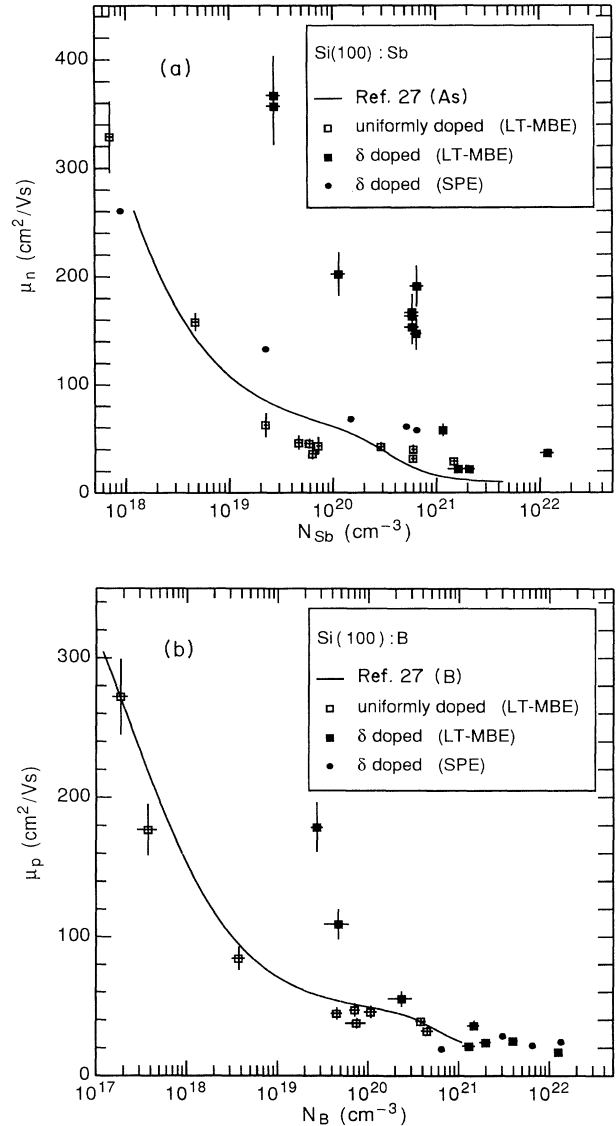 400
300
200
100
0
μn (cm²/Vs)
(a)
Si(100) : Sb
Ref. 27 (As)
uniformly doped (LT-MBE)
δ doped (LT-MBE)
δ doped (SPE)
10¹⁸ 10¹⁹ 10²⁰ 10²¹ 10²²
NSb (cm⁻³)
300
200
100
0
μp (cm²/Vs)
(b)
Si(100) : B
Ref. 27 (B)
uniformly doped (LT-MBE)
δ doped (LT-MBE)
δ doped (SPE)
10¹⁷ 10¹⁸ 10¹⁹ 10²⁰ 10²¹ 10²²
NB (cm⁻³)